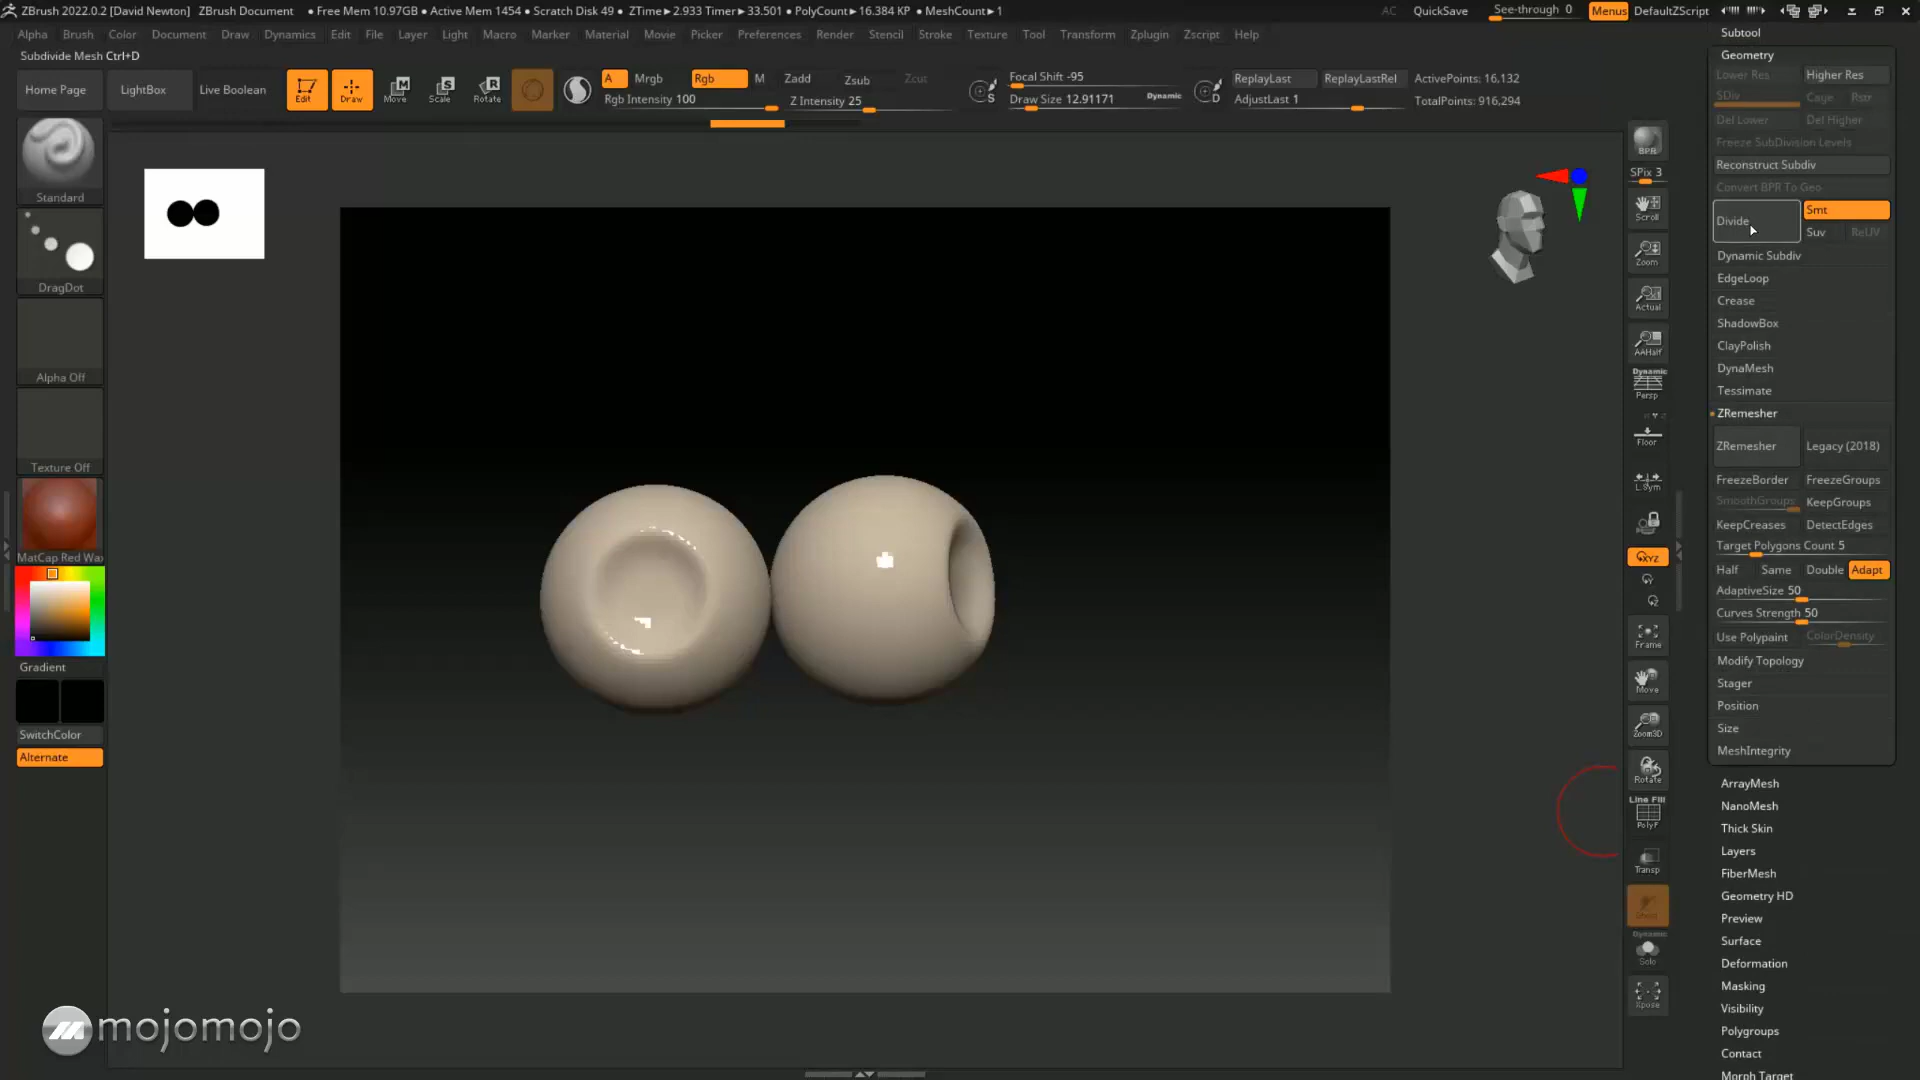 ZBrush 2022.0.2 [David Newton] ZBrush Document • Free Mem 10.97GB • Active Mem 1454 • Scratch Disk 49 • ZTime►2.933 Timer►33.501 • PolyCount►16.384 KP • MeshCount►1 AC QuickSave See-through 0 Menus DefaultZScript
Alpha Brush Color Document Draw Dynamics Edit File Layer Light Macro Marker Material Movie Picker Preferences Render Stencil Stroke Texture Tool Transform Zplugin Zscript Help
Subdivide Mesh Ctrl+D
Home Page LightBox Live Boolean Edit Draw Move Scale Rotate
A Mrgb Rgb M Zadd Zsub Zcut
Rgb Intensity 100 Z Intensity 25
Focal Shift -95
Draw Size 12.91171 Dynamic
S
D
ReplayLast ReplayLastRel ActivePoints: 16,132
AdjustLast 1 TotalPoints: 916,294
Standard
DragDot
Alpha Off
Texture Off
MatCap Red Wax
Gradient
SwitchColor
Alternate
BPR
SPix 3
Scroll
Zoom
Actual
AAHalf
Dynamic
Persp
Floor
L.Sym
XYZ
Y
Z
Frame
Move
Zoom3D
Rotate
Line Fill
PolyF
Transp
Dynamic
Solo
Xpose
Subtool
Geometry
Lower Res Higher Res
SDiv Cage Rstr
Del Lower Del Higher
Freeze SubDivision Levels
Reconstruct Subdiv
Convert BPR To Geo
Divide Smt
Suv ReUV
Dynamic Subdiv
EdgeLoop
Crease
ShadowBox
ClayPolish
DynaMesh
Tessimate
ZRemesher
ZRemesher Legacy (2018)
FreezeBorder FreezeGroups
SmoothGroups KeepGroups
KeepCreases DetectEdges
Target Polygons Count 5
Half Same Double Adapt
AdaptiveSize 50
Curves Strength 50
Use Polypaint ColorDensity
Modify Topology
Stager
Position
Size
MeshIntegrity
ArrayMesh
NanoMesh
Thick Skin
Layers
FiberMesh
Geometry HD
Preview
Surface
Deformation
Masking
Visibility
Polygroups
Contact
Morph Target
mojomojo